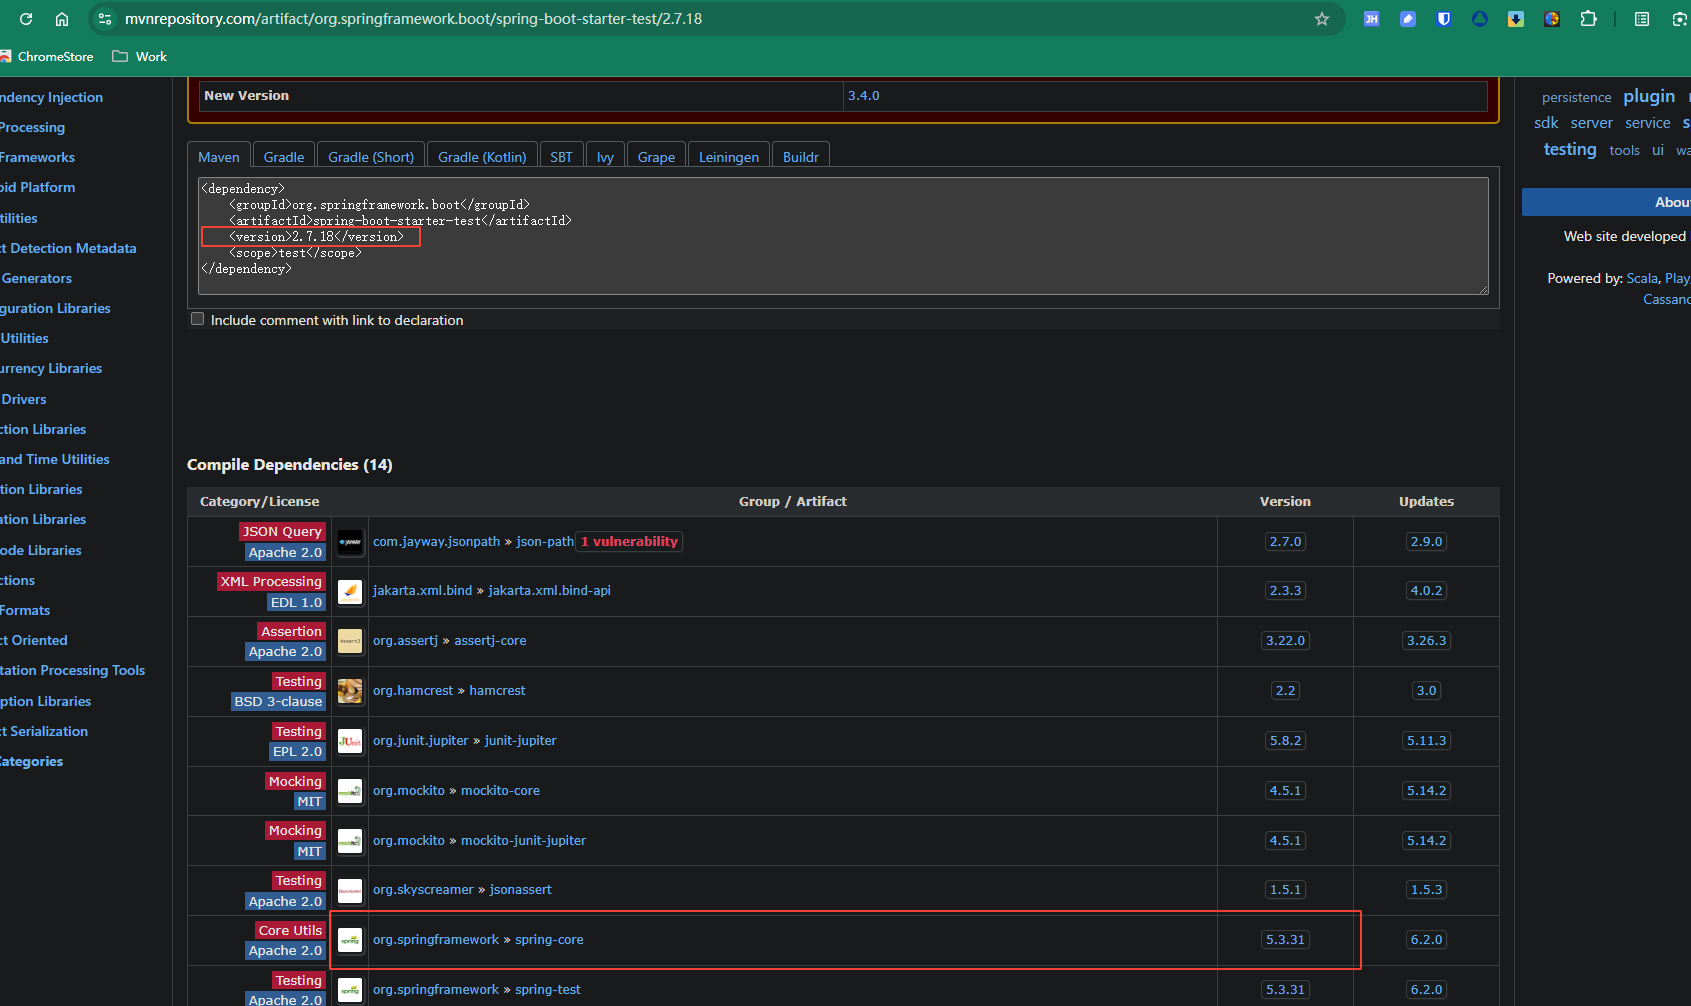 mvnrepository.com/artifact/org.springframework.boot/spring-boot-starter-test/2.7.18
JH
ChromeStore Work
ndency Injection
Processing
Frameworks
oid Platform
tilities
t Detection Metadata
Generators
guration Libraries
Utilities
urrency Libraries
Drivers
ction Libraries
and Time Utilities
tion Libraries
ation Libraries
ode Libraries
ctions
Formats
ct Oriented
tation Processing Tools
ption Libraries
t Serialization
Categories
New Version 3.4.0
Maven Gradle Gradle (Short) Gradle (Kotlin) SBT Ivy Grape Leiningen Buildr
<dependency>
<groupId>org.springframework.boot</groupId>
<artifactId>spring-boot-starter-test</artifactId>
<version>2.7.18</version>
<scope>test</scope>
</dependency>
Include comment with link to declaration
Compile Dependencies (14)
Category/License Group / Artifact Version Updates
JSON Query
Apache 2.0
com.jayway.jsonpath » json-path 1 vulnerability 2.7.0 2.9.0
XML Processing
EDL 1.0
jakarta.xml.bind » jakarta.xml.bind-api 2.3.3 4.0.2
Assertion
Apache 2.0
org.assertj » assertj-core 3.22.0 3.26.3
Testing
BSD 3-clause
org.hamcrest » hamcrest 2.2 3.0
Testing
EPL 2.0
JUnit
org.junit.jupiter » junit-jupiter 5.8.2 5.11.3
Mocking
MIT
org.mockito » mockito-core 4.5.1 5.14.2
Mocking
MIT
org.mockito » mockito-junit-jupiter 4.5.1 5.14.2
Testing
Apache 2.0
org.skyscreamer » jsonassert 1.5.1 1.5.3
Core Utils
Apache 2.0
spring
org.springframework » spring-core 5.3.31 6.2.0
Testing
Apache 2.0
spring
org.springframework » spring-test 5.3.31 6.2.0
persistence plugin
sdk server service s
testing tools ui wa
Abou
Web site developed
Powered by: Scala, Play,
Cassand